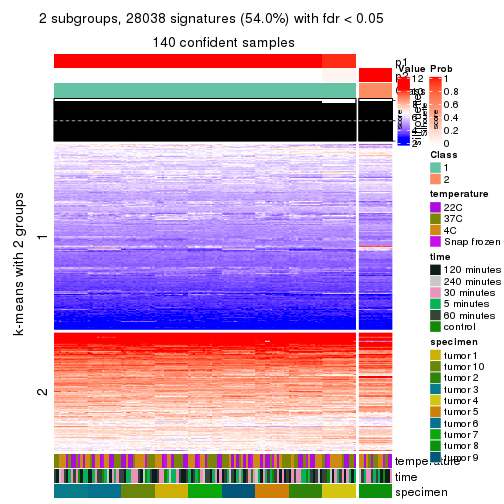 2 subgroups, 28038 signatures (54.0%) with fdr < 0.05
140 confident samples
p1
p2
k-means with 2 groups
1
2
Value
12
2
Prob
1
0.8
0.6
0.4
0.2
0
Class
1
2
temperature
22C
37C
4C
Snap frozen
time
120 minutes
240 minutes
30 minutes
5 minutes
60 minutes
control
specimen
tumor 1
tumor 10
tumor 2
tumor 3
tumor 4
tumor 5
tumor 6
tumor 7
tumor 8
tumor 9
temperature
time
specimen